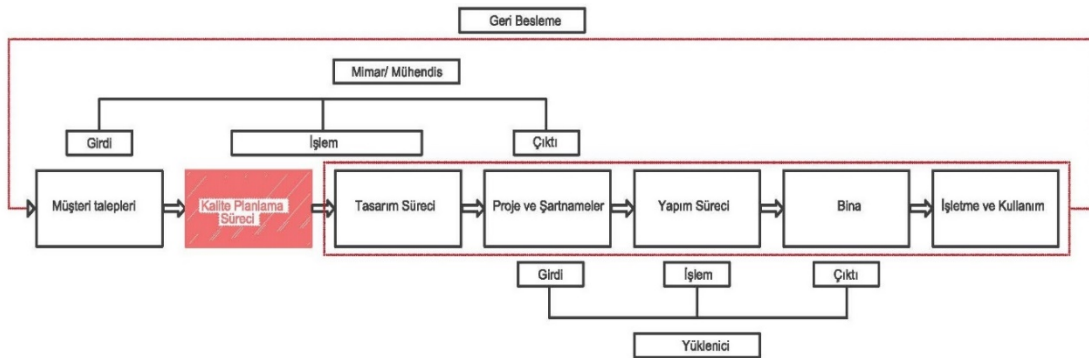 Geri Besleme
Mimar/ Mühendis
Girdi
İşlem
Çıktı
Müşteri talepleri
Kalite Planlama
Süreci
Tasarım Süreci
Proje ve Şartnameler
Yapım Süreci
Bina
İşletme ve Kullanım
Girdi
İşlem
Çıktı
Yüklenici